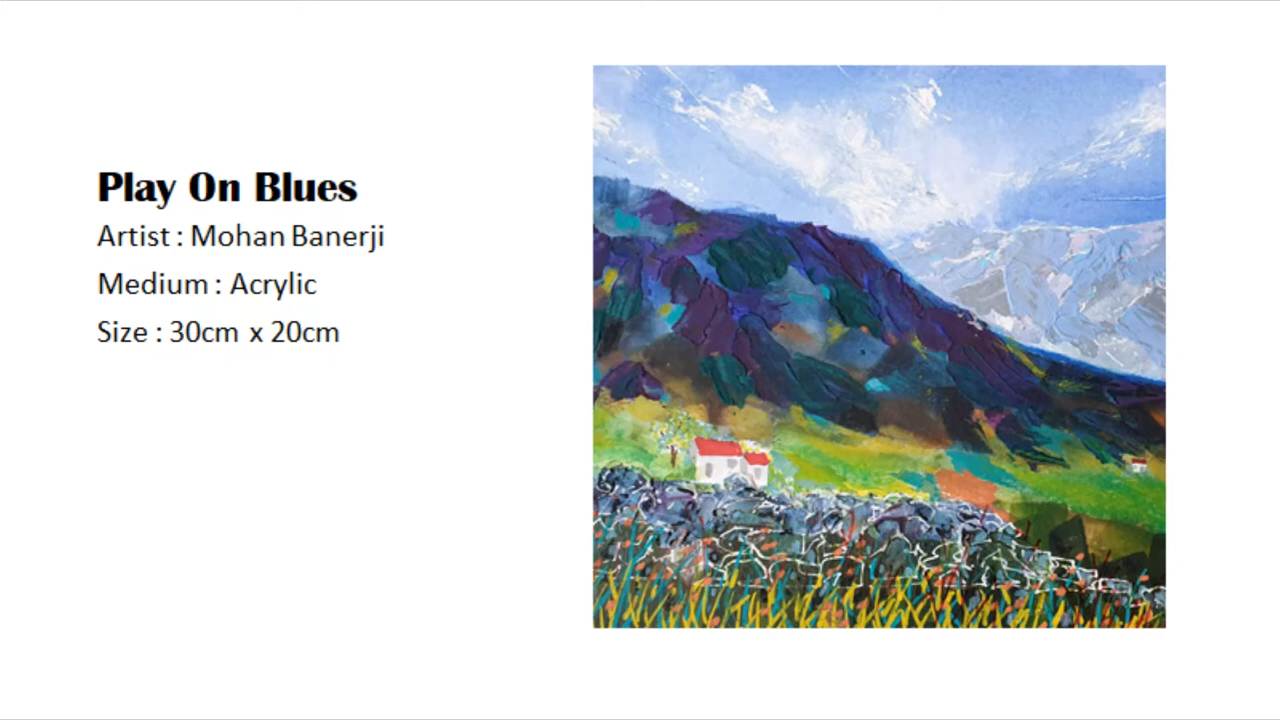 Play On Blues
Artist : Mohan Banerji
Medium : Acrylic
Size : 30cm x 20cm